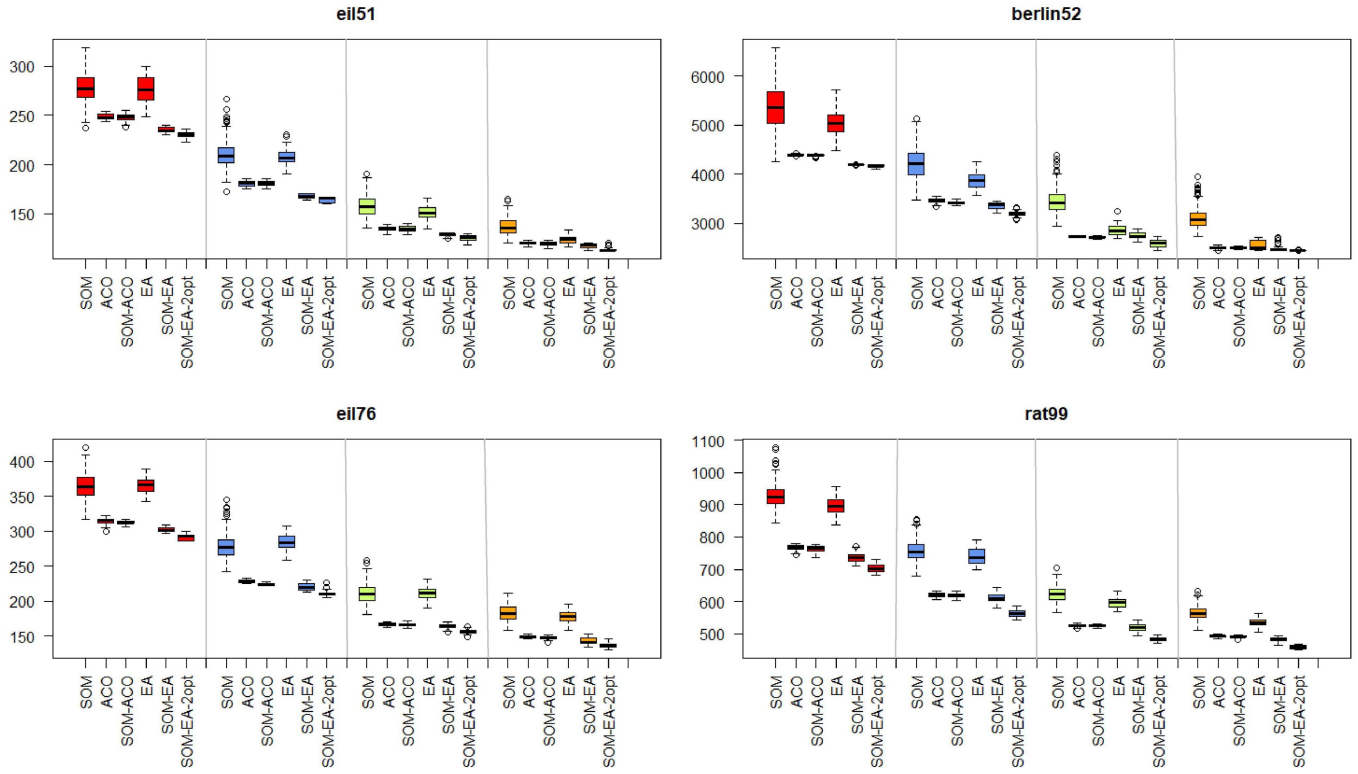 eil51
300
250
200
150
SOM
ACO
SOM-ACO
EA
SOM-EA
SOM-EA-2opt
SOM
ACO
SOM-ACO
EA
SOM-EA
SOM-EA-2opt
SOM
ACO
SOM-ACO
EA
SOM-EA
SOM-EA-2opt
SOM
ACO
SOM-ACO
EA
SOM-EA
SOM-EA-2opt
berlin52
6000
5000
4000
3000
SOM
ACO
SOM-ACO
EA
SOM-EA
SOM-EA-2opt
SOM
ACO
SOM-ACO
EA
SOM-EA
SOM-EA-2opt
SOM
ACO
SOM-ACO
EA
SOM-EA
SOM-EA-2opt
SOM
ACO
SOM-ACO
EA
SOM-EA
SOM-EA-2opt
eil76
400
350
300
250
200
150
SOM
ACO
SOM-ACO
EA
SOM-EA
SOM-EA-2opt
SOM
ACO
SOM-ACO
EA
SOM-EA
SOM-EA-2opt
SOM
ACO
SOM-ACO
EA
SOM-EA
SOM-EA-2opt
SOM
ACO
SOM-ACO
EA
SOM-EA
SOM-EA-2opt
rat99
1100
1000
900
800
700
600
500
SOM
ACO
SOM-ACO
EA
SOM-EA
SOM-EA-2opt
SOM
ACO
SOM-ACO
EA
SOM-EA
SOM-EA-2opt
SOM
ACO
SOM-ACO
EA
SOM-EA
SOM-EA-2opt
SOM
ACO
SOM-ACO
EA
SOM-EA
SOM-EA-2opt